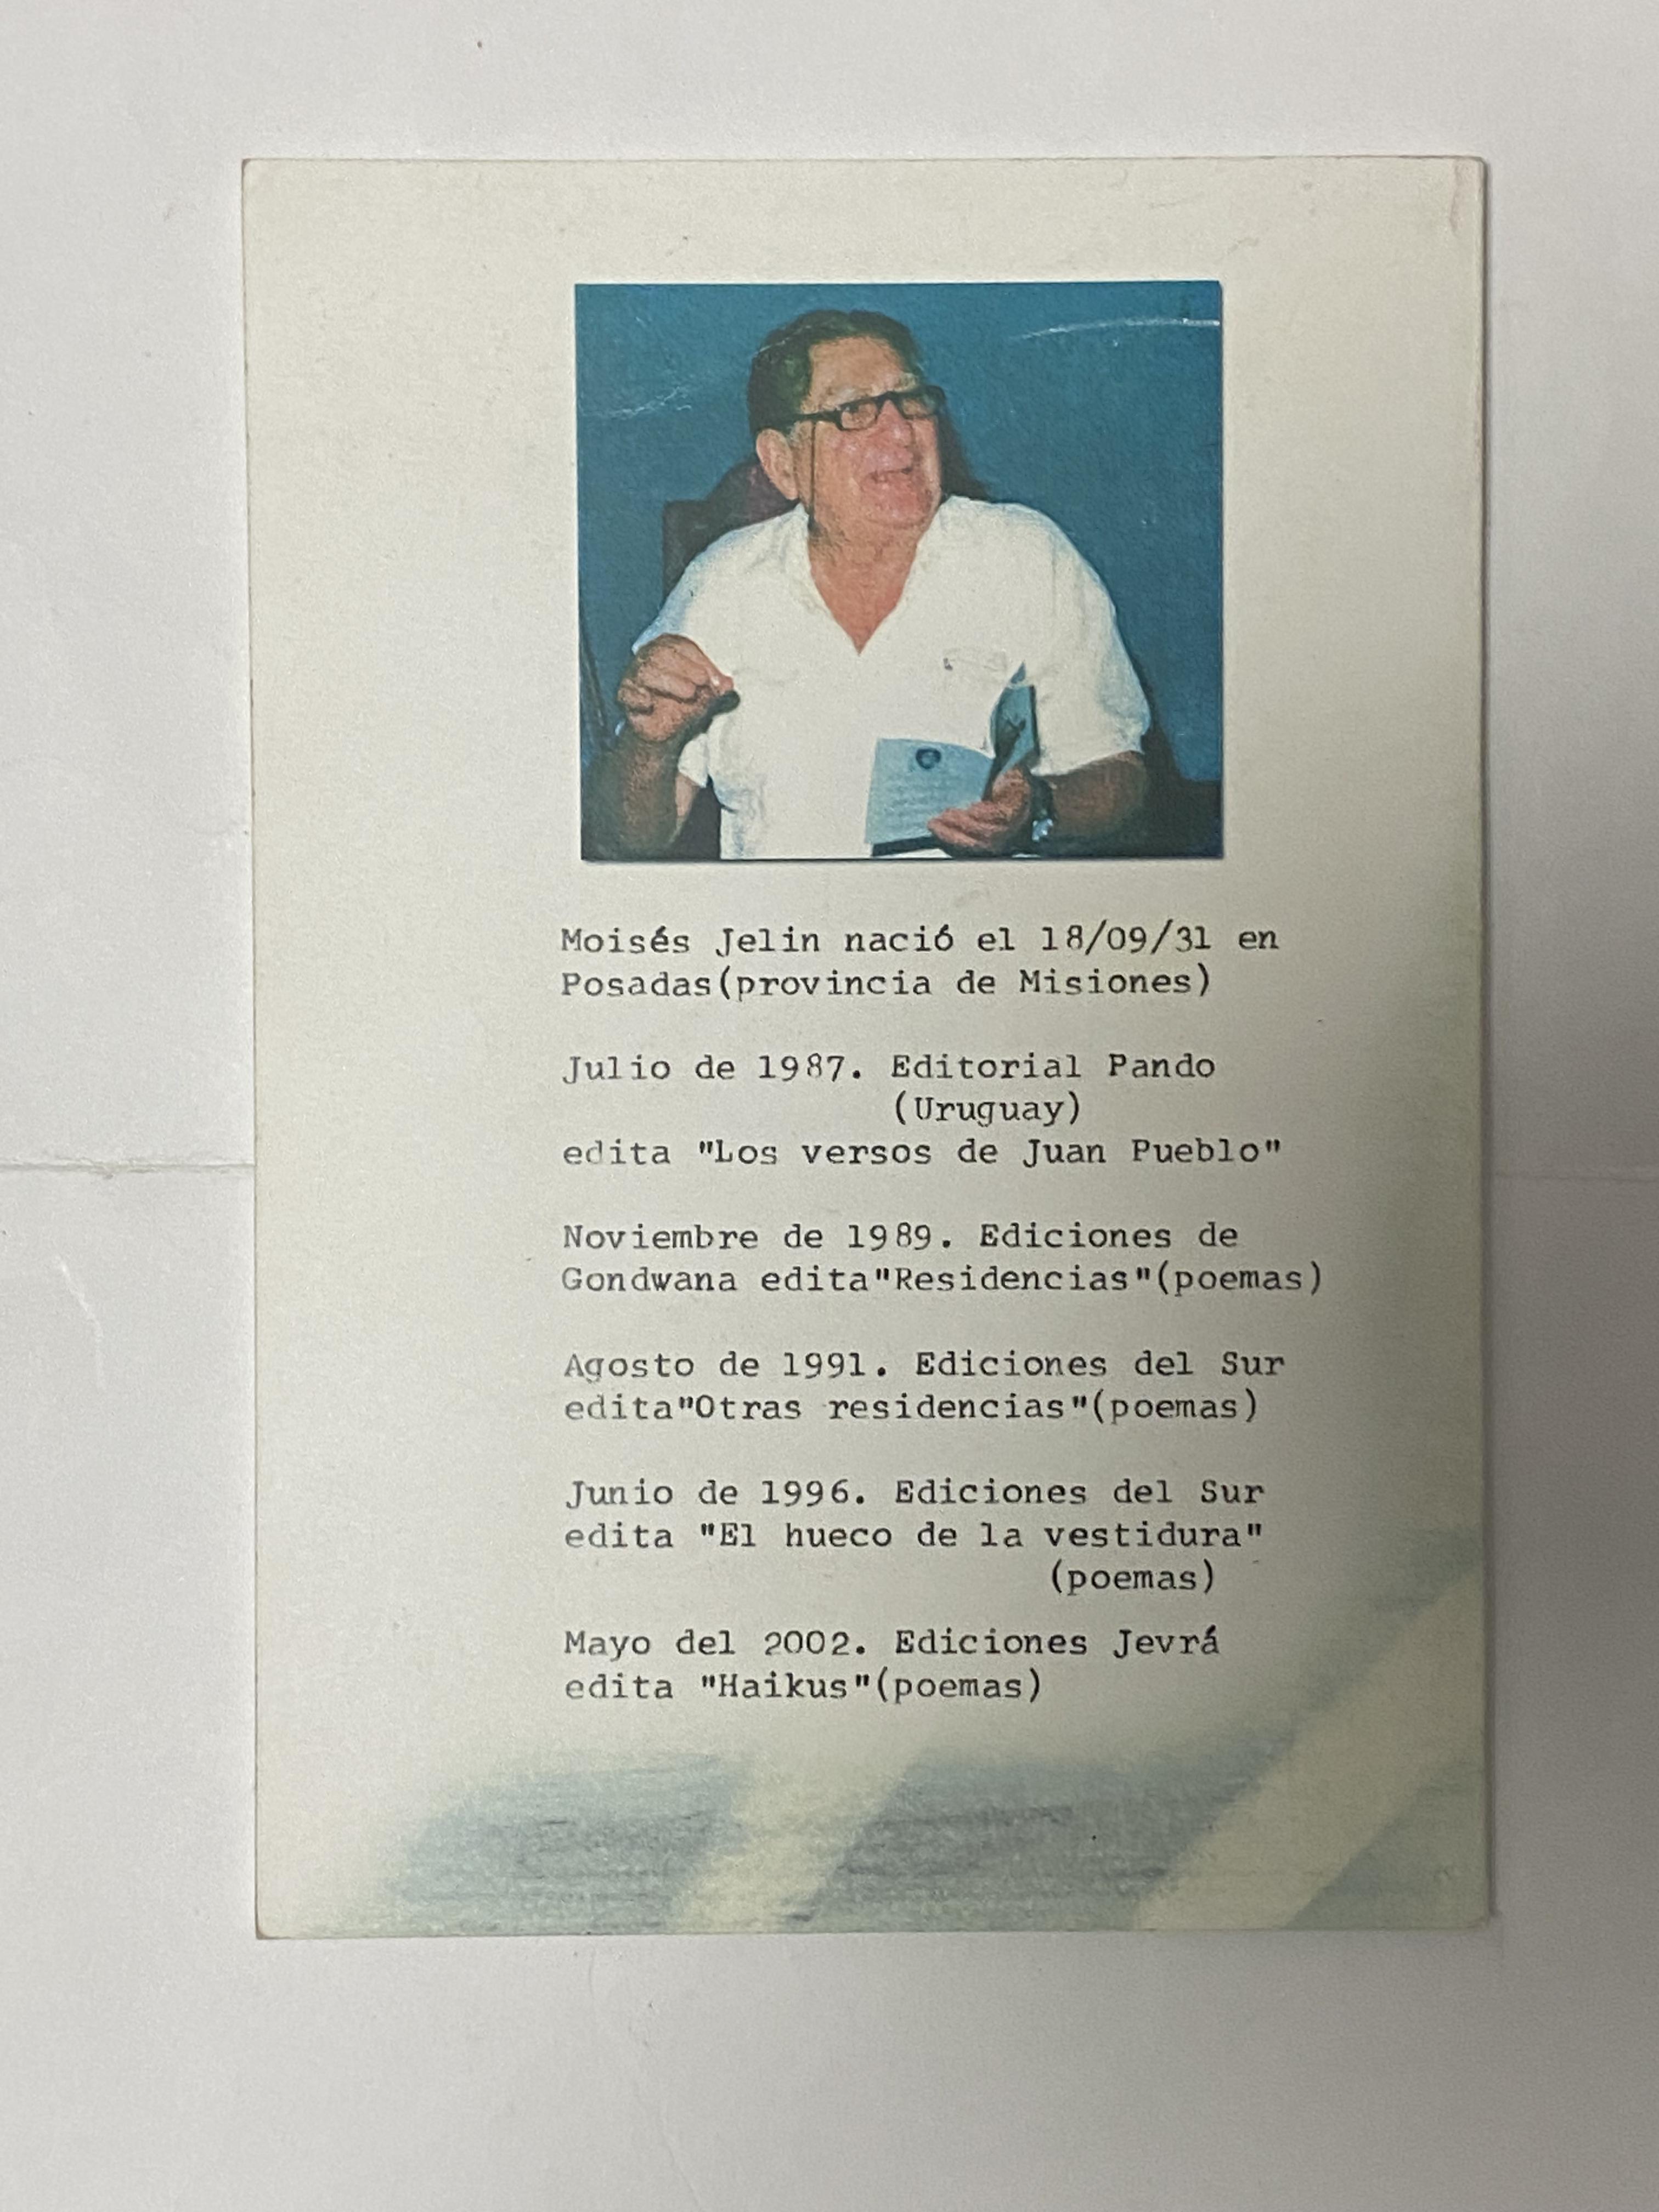 Moisés Jelin nació el 18/09/31 en
Posadas(provincia de Misiones)
Julio de 1987. Editorial Pando
(Uruguay)
edita "Los versos de Juan Pueblo"
Noviembre de 1989. Ediciones de
Gondwana edita"Residencias"(poemas)
Agosto de 1991. Ediciones del Sur
edita"Otras residencias"(poemas)
Junio de 1996. Ediciones del Sur
edita "El hueco de la vestidura"
(poemas)
Mayo del 2002. Ediciones Jevrá
edita "Haikus"(poemas)